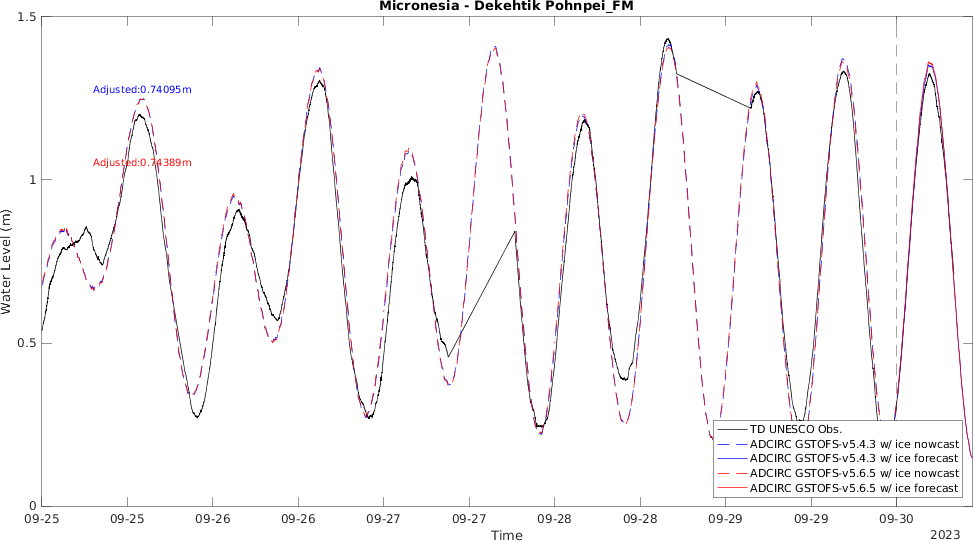 Micronesia - Dekehtik Pohnpei_FM
1.5
Adjusted:0.74095m
Adjusted:0.74389m
1
Water Level (m)
0.5
TD UNESCO Obs.
ADCIRC GSTOFS-v5.4.3 w/ ice nowcast
ADCIRC GSTOFS-v5.4.3 w/ ice forecast
ADCIRC GSTOFS-v5.6.5 w/ ice nowcast
ADCIRC GSTOFS-v5.6.5 w/ ice forecast
0
09-25 09-25 09-26 09-26 09-27 09-27 09-28 09-28 09-29 09-29 09-30
Time
2023